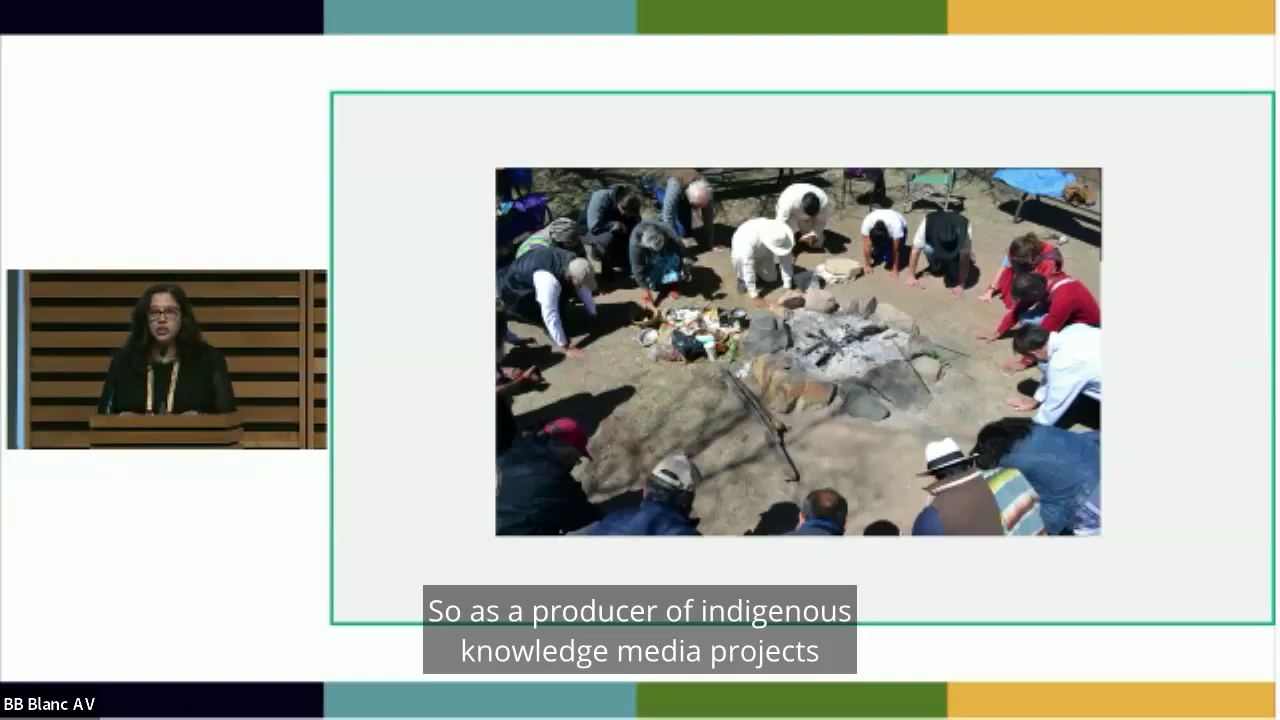 So as a producer of indigenous
knowledge media projects
BB Blanc AV